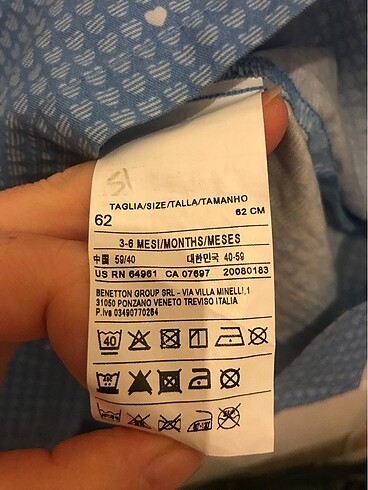 TAGLIA/SIZE/TALLA/TAMANHO
62 62 CM
3-6 MESI/MONTHS/MESES
中國 59/40 대한민국 40-59
US RN 64961 CA 07697 20080183
BENETTON GROUP SRL - VIA VILLA MINELLI,1
31050 PONZANO VENETO TREVISO ITALIA
P.Iva 03490770264
40